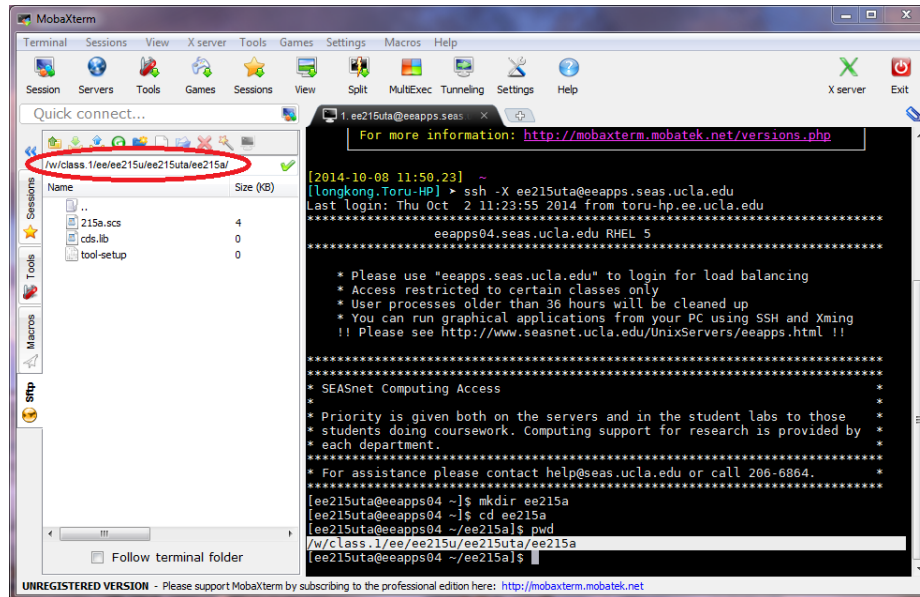 MobaXterm
Terminal Sessions View X server Tools Games Settings Macros Help
Session Servers Tools Games Sessions View Split MultiExec Tunneling Settings Help X server Exit
Quick connect...
1. ee215uta@eeapps.seas
/w/class.1/ee/ee215u/ee215uta/ee215a/
Name Size (KB)
..
215a.scs 4
cds.lib 0
tool-setup 0
Sessions
Tools
Macros
Sftp
Follow terminal folder
For more information: http://mobaxterm.mobatek.net/versions.php
[2014-10-08 11:50.23] ~
[longkong.Toru-HP] ➤ ssh -X ee215uta@eeapps.seas.ucla.edu
Last login: Thu Oct  2 11:23:55 2014 from toru-hp.ee.ucla.edu
*******************************************************************************
eeapps04.seas.ucla.edu RHEL 5
*******************************************************************************
* Please use "eeapps.seas.ucla.edu" to login for load balancing
* Access restricted to certain classes only
* User processes older than 36 hours will be cleaned up
* You can run graphical applications from your PC using SSH and Xming
!! Please see http://www.seasnet.ucla.edu/UnixServers/eeapps.html !!
*******************************************************************************
*******************************************************************************
* SEASnet Computing Access *
* *
* Priority is given both on the servers and in the student labs to those *
* students doing coursework. Computing support for research is provided by *
* each department. *
*******************************************************************************
* For assistance please contact help@seas.ucla.edu or call 206-6864. *
*******************************************************************************
[ee215uta@eeapps04 ~]$ mkdir ee215a
[ee215uta@eeapps04 ~]$ cd ee215a
[ee215uta@eeapps04 ~/ee215a]$ pwd
/w/class.1/ee/ee215u/ee215uta/ee215a
[ee215uta@eeapps04 ~/ee215a]$
UNREGISTERED VERSION - Please support MobaXterm by subscribing to the professional edition here: http://mobaxterm.mobatek.net